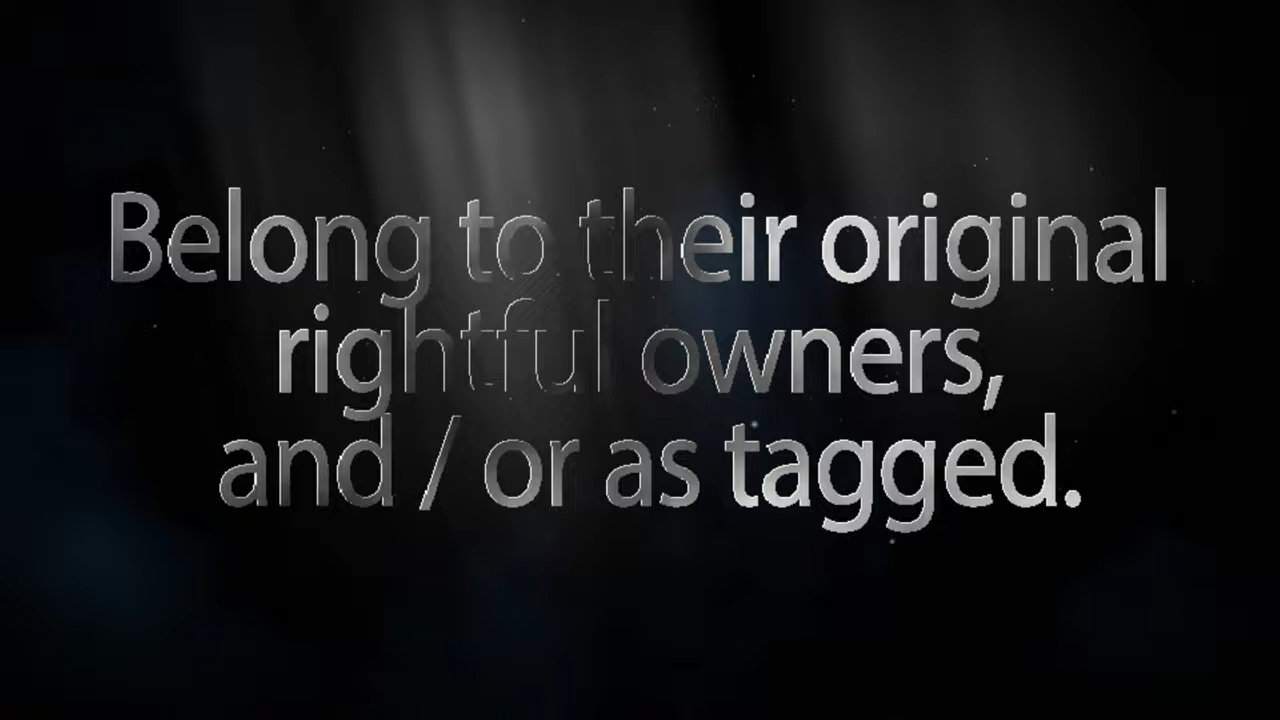 Belong to their original
rightful owners,
and / or as tagged.